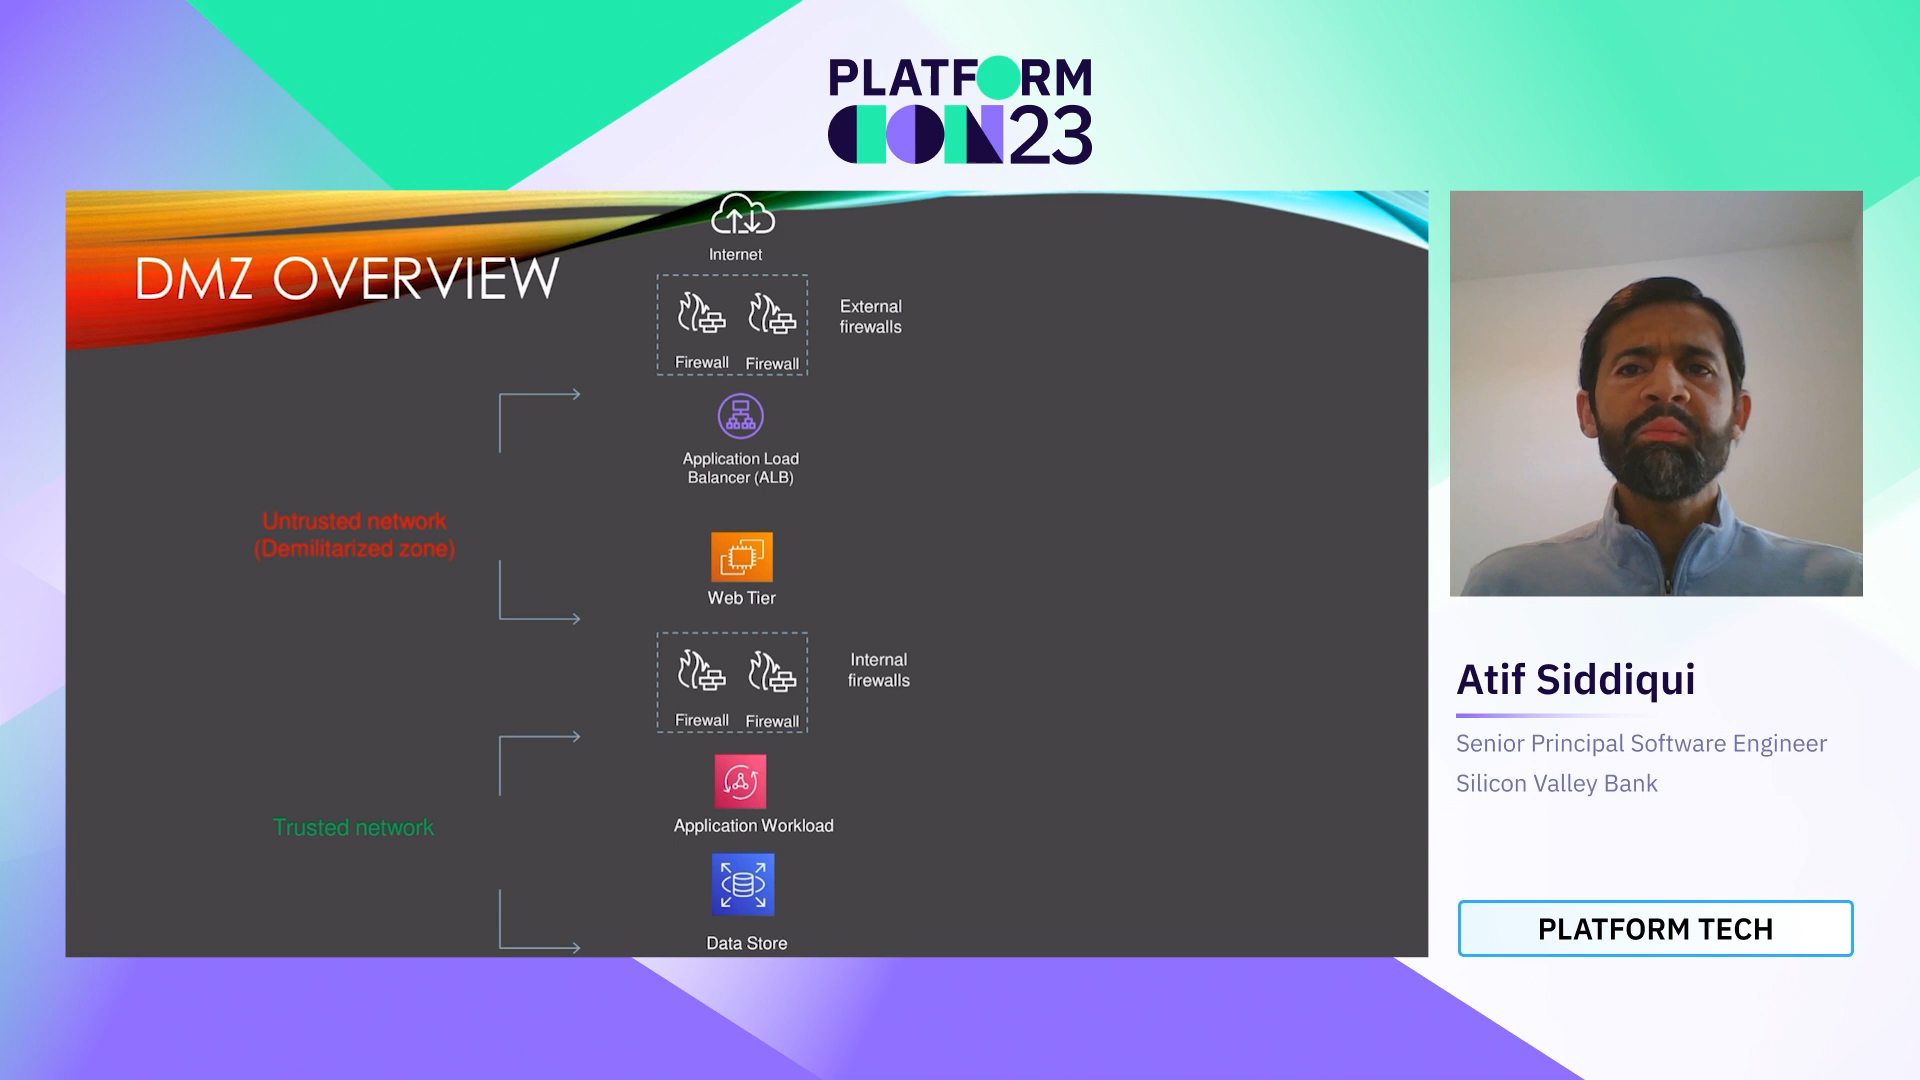 PLATFORM
CON23
DMZ OVERVIEW
Internet
Firewall Firewall
External
firewalls
Application Load
Balancer (ALB)
Untrusted network
(Demilitarized zone)
Web Tier
Firewall Firewall
Internal
firewalls
Trusted network
Application Workload
Data Store
Atif Siddiqui
Senior Principal Software Engineer
Silicon Valley Bank
PLATFORM TECH